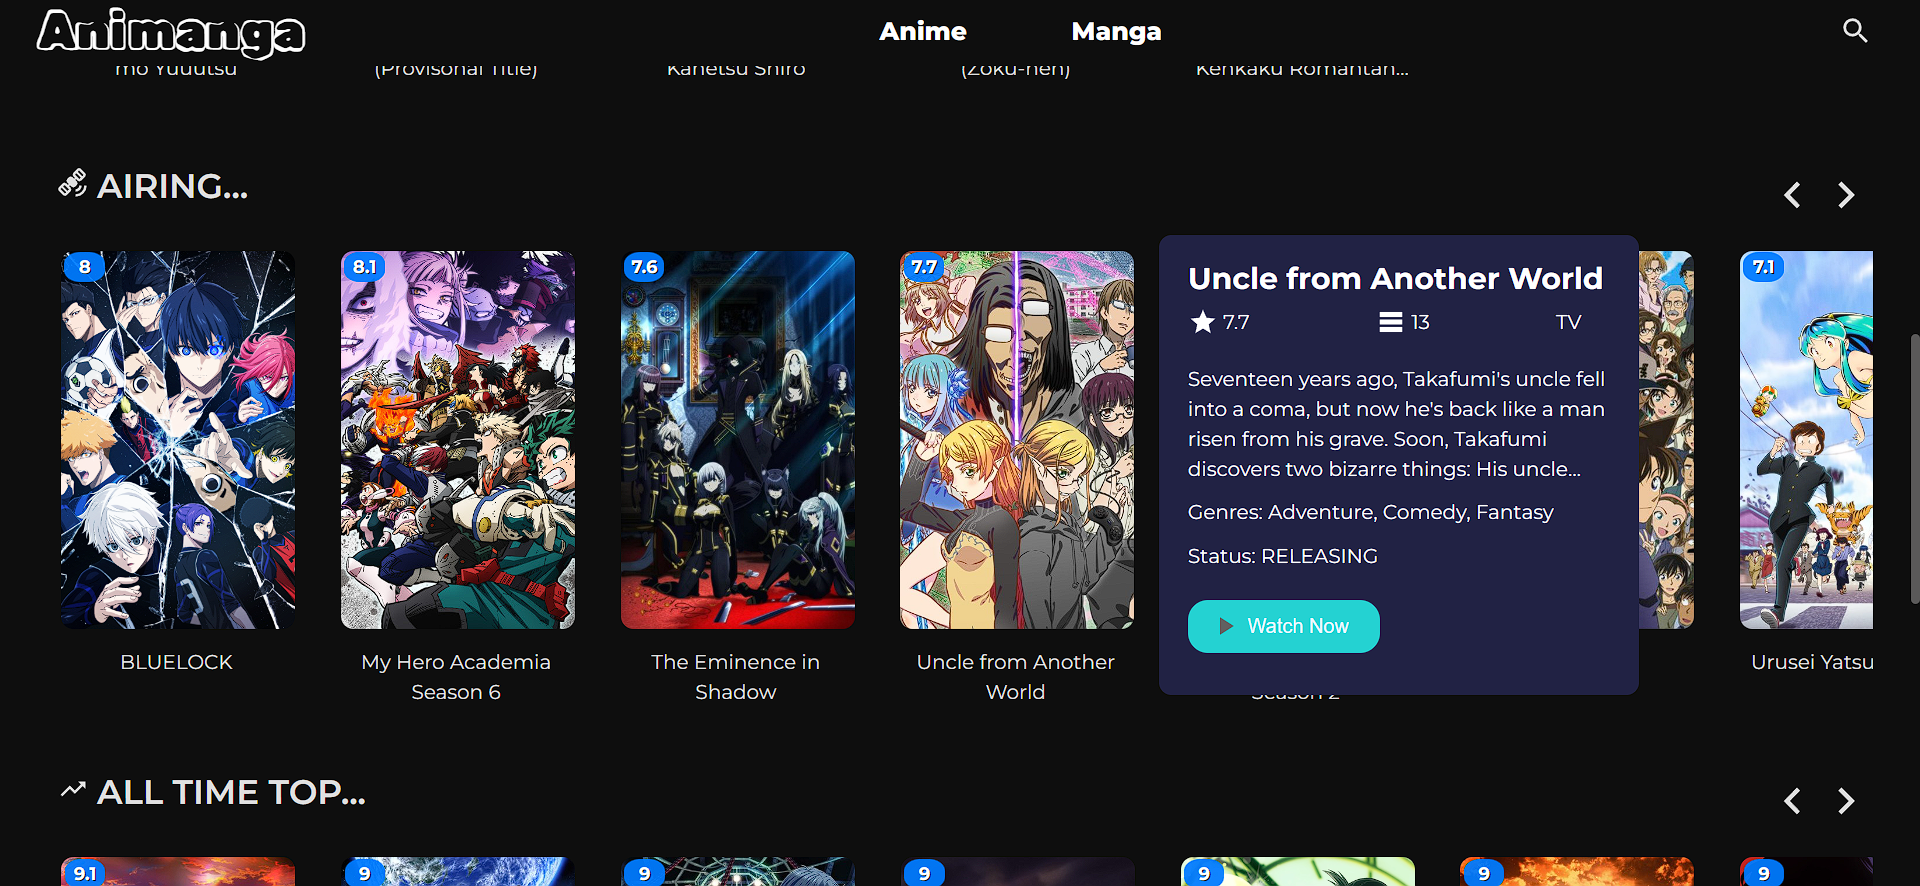 Animanga
Anime
Manga
mo Yuuutsu
(Provisonal Title)
Kanetsu Shiro
(Zoku-hen)
Kenkaku Romantan...
AIRING...
8
8.1
7.6
7.7
7.1
Uncle from Another World
7.7
13
TV
Seventeen years ago, Takafumi's uncle fell
into a coma, but now he's back like a man
risen from his grave. Soon, Takafumi
discovers two bizarre things: His uncle...
Genres: Adventure, Comedy, Fantasy
Status: RELEASING
Watch Now
BLUELOCK
My Hero Academia
Season 6
The Eminence in
Shadow
Uncle from Another
World
Season 2
Urusei Yatsu
ALL TIME TOP...
9.1
9
9
9
9
9
9